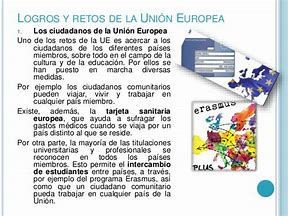 LOGROS Y RETOS DE LA UNIÓN EUROPEA
1. Los ciudadanos de la Unión Europea
Uno de los retos de la UE es acercar a los
ciudadanos de los diferentes países
miembros, sobre todo en el campo de la
cultura y de la educación. Por ellos se
han puesto en marcha diversas
medidas.
Por ejemplo los ciudadanos comunitarios
pueden viajar, vivir y trabajar en
cualquier país miembro.
Existe, además, la tarjeta sanitaria
europea, que ayuda a sufragar los
gastos médicos cuando se viaja por un
país distinto al que se reside.
Por otra parte, la mayoría de las titulaciones
universitarias y profesionales se
reconocen en todos los países
miembros. Esto permite el intercambio
de estudiantes entre países, a través,
por ejemplo del programa Erasmus, así
como que un ciudadano comunitario
pueda trabajar en cualquier país de la
Unión.
erasmus
PLUS